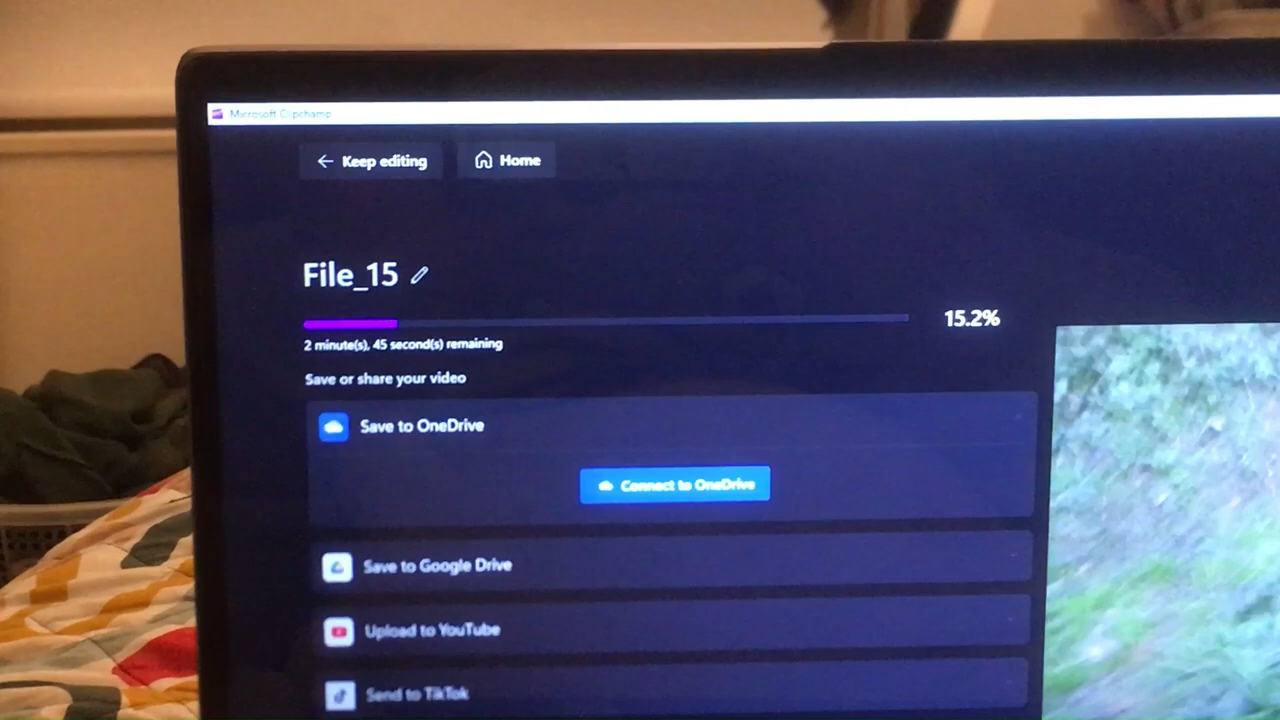 Microsoft Clipchamp
Keep editing
Home
File_15
15.2%
2 minute(s), 45 second(s) remaining
Save or share your video
Save to OneDrive
Connect to OneDrive
Save to Google Drive
Upload to YouTube
Send to TikTok